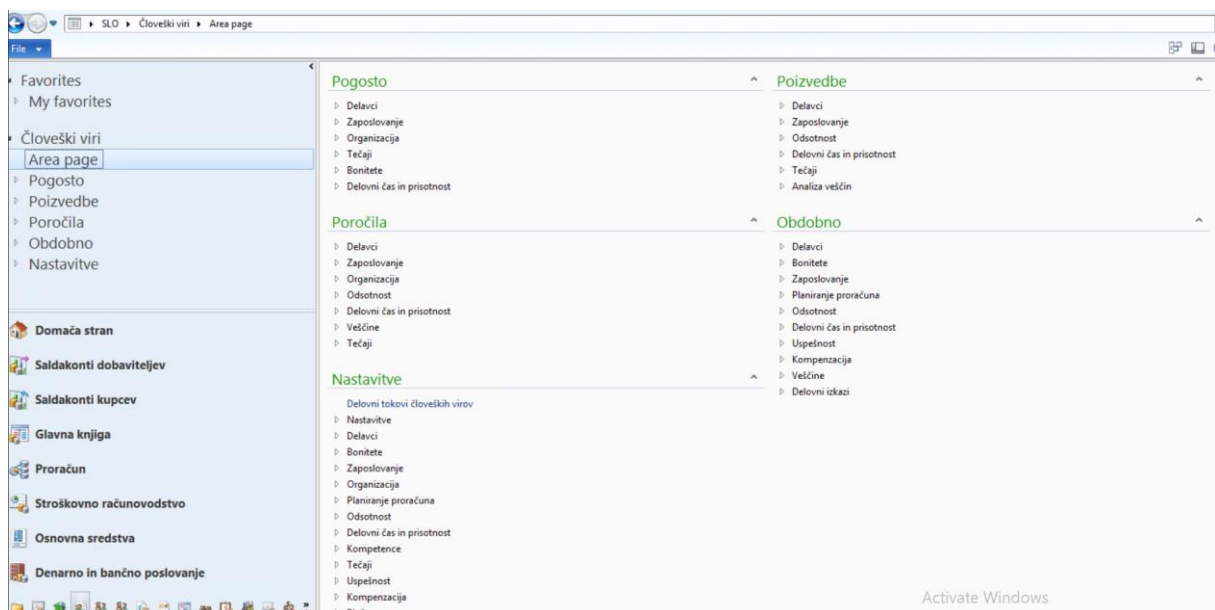 SLO ▸ Človeški viri ▸ Area page
File
Favorites
My favorites
Človeški viri
Area page
Pogosto
Poizvedbe
Poročila
Obdobno
Nastavitve
Domača stran
Saldakonti dobaviteljev
Saldakonti kupcev
Glavna knjiga
Proračun
Stroškovno računovodstvo
Osnovna sredstva
Denarno in bančno poslovanje
Pogosto
Delavci
Zaposlovanje
Organizacija
Tečaji
Bonitete
Delovni čas in prisotnost
Poročila
Delavci
Zaposlovanje
Organizacija
Odsotnost
Delovni čas in prisotnost
Veščine
Tečaji
Nastavitve
Delovni tokovi človeških virov
Nastavitve
Delavci
Bonitete
Zaposlovanje
Organizacija
Planiranje proračuna
Odsotnost
Delovni čas in prisotnost
Kompetence
Tečaji
Uspešnost
Kompenzacija
Poizvedbe
Delavci
Zaposlovanje
Odsotnost
Delovni čas in prisotnost
Tečaji
Analiza veščin
Obdobno
Delavci
Bonitete
Zaposlovanje
Planiranje proračuna
Odsotnost
Delovni čas in prisotnost
Uspešnost
Kompenzacija
Veščine
Delovni izkazi
Activate Windows